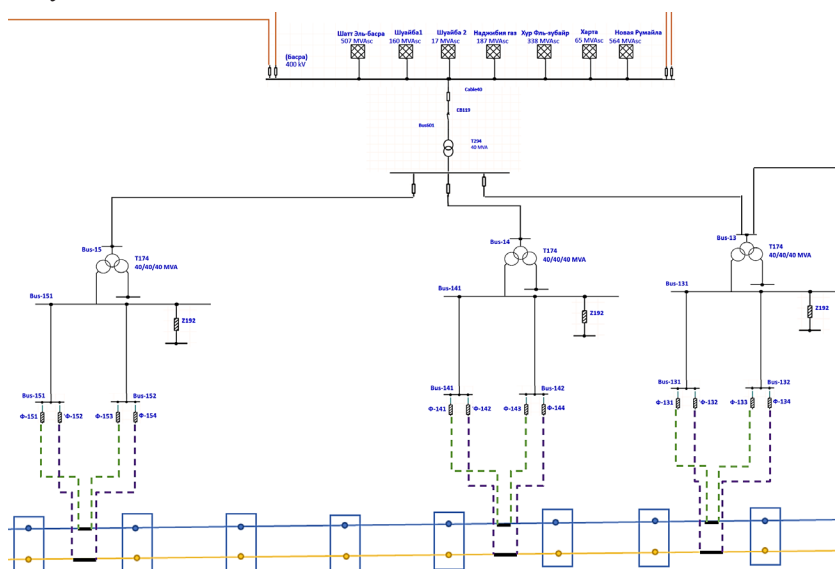 Шатт Эль-басра
507 MVAsc
Шуайба1
160 MVAsc
Шуайба 2
17 MVAsc
Наджибия газ
187 MVAsc
Хур Фль-зубайр
338 MVAsc
Харта
65 MVAsc
Новая Румайла
564 MVAsc
(Басра)
400 kV
Cable40
CB119
Bus601
T294
40 MVA
Bus-15
T174
40/40/40 MVA
Bus-14
T174
40/40/40 MVA
Bus-13
T174
40/40/40 MVA
Bus-151
Z192
Bus-141
Z192
Bus-131
Z192
Bus-151
Bus-152
Ф-151
Ф-152
Ф-153
Ф-154
Bus-141
Bus-142
Ф-141
Ф-142
Ф-143
Ф-144
Bus-131
Bus-132
Ф-131
Ф-132
Ф-133
Ф-134